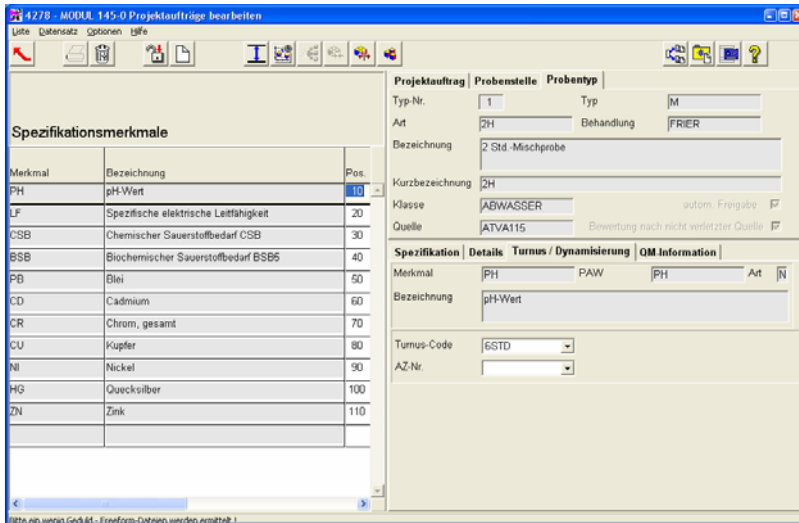 4278 - MODUL 145-0 Projektaufträge bearbeiten
Liste Datensatz Optionen Hilfe
Spezifikationsmerkmale
Merkmal Bezeichnung Pos.
PH pH-Wert 10
LF Spezifische elektrische Leitfähigkeit 20
CSB Chemischer Sauerstoffbedarf CSB 30
BSB Biochemischer Sauerstoffbedarf BSB5 40
PB Blei 50
CD Cadmium 60
CR Chrom, gesamt 70
CU Kupfer 80
NI Nickel 90
HG Quecksilber 100
ZN Zink 110
Projektauftrag Probenstelle Probentyp
Typ-Nr. 1 Typ M
Art 2H Behandlung FRIER
Bezeichnung 2 Std.-Mischprobe
Kurzbezeichnung 2H
Klasse ABWASSER autom. Freigabe
Quelle ATVA115 Bewertung nach nicht verletzter Quelle
Spezifikation Details Turnus / Dynamisierung QM-Information
Merkmal PH PAW PH Art N
Bezeichnung pH-Wert
Turnus-Code 6STD
AZ-Nr.
Bitte ein wenig Geduld - Freeform-Dateien werden ermittelt !